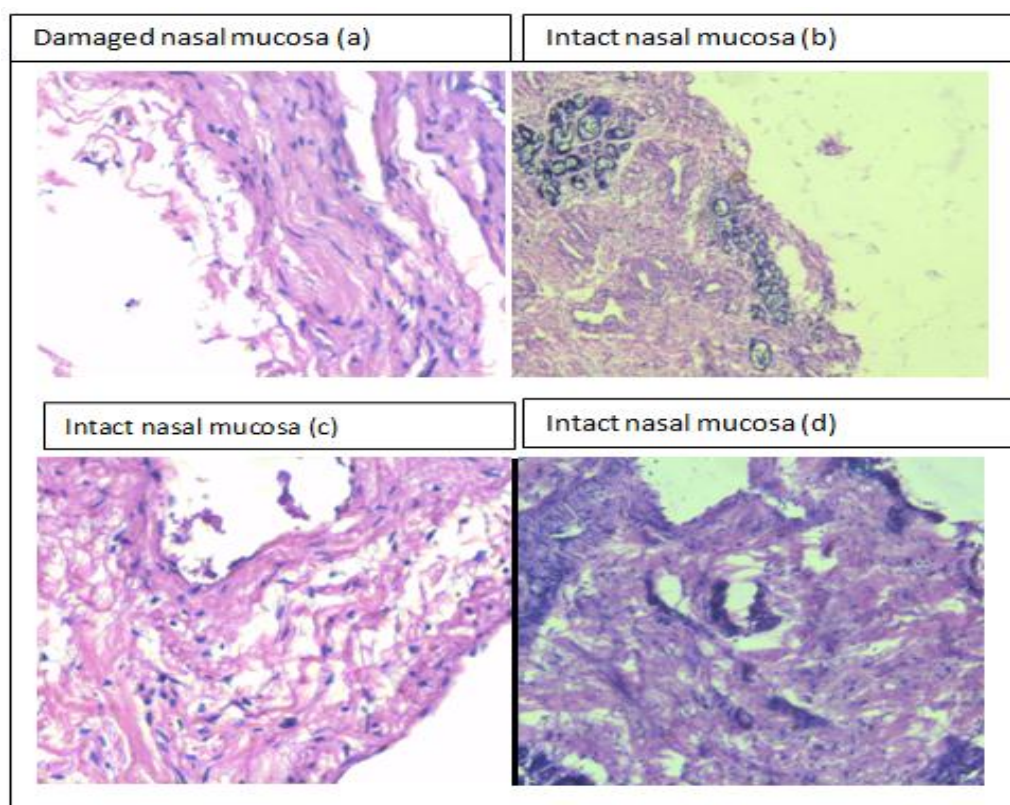 Damaged nasal mucosa (a)
Intact nasal mucosa (b)
Intact nasal mucosa (c)
Intact nasal mucosa (d)